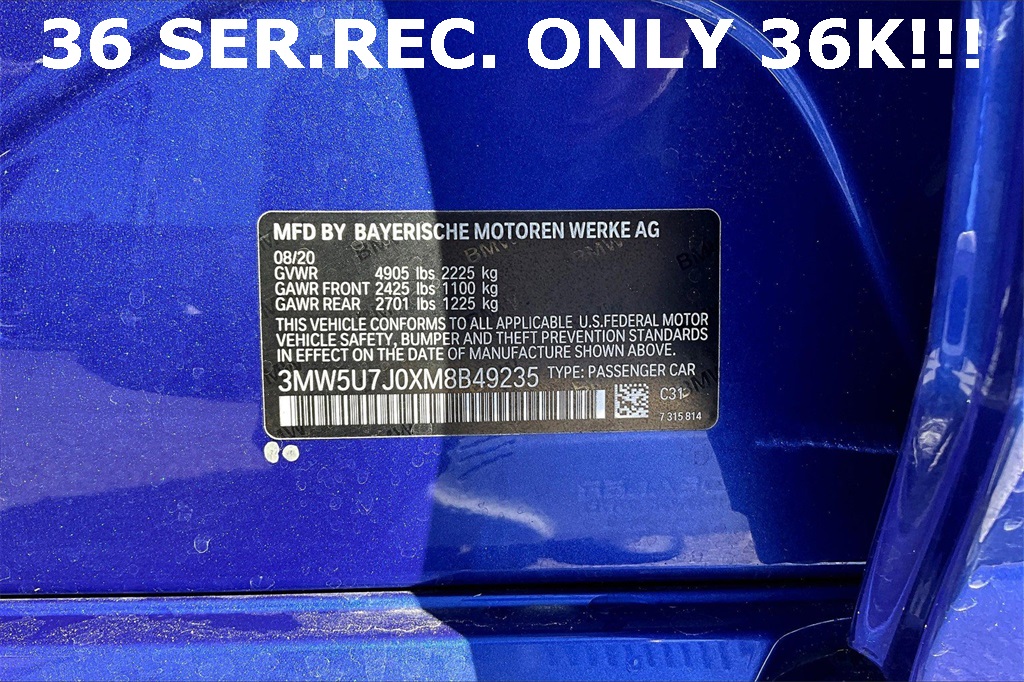 36 SER.REC. ONLY 36K!!!
MFD BY BAYERISCHE MOTOREN WERKE AG
08/20
GVWR 4905 lbs 2225 kg
GAWR FRONT 2425 lbs 1100 kg
GAWR REAR 2701 lbs 1225 kg
THIS VEHICLE CONFORMS TO ALL APPLICABLE U.S.FEDERAL MOTOR
VEHICLE SAFETY, BUMPER AND THEFT PREVENTION STANDARDS
IN EFFECT ON THE DATE OF MANUFACTURE SHOWN ABOVE.
3MW5U7J0XM8B49235 TYPE: PASSENGER CAR
C31
7 315 814